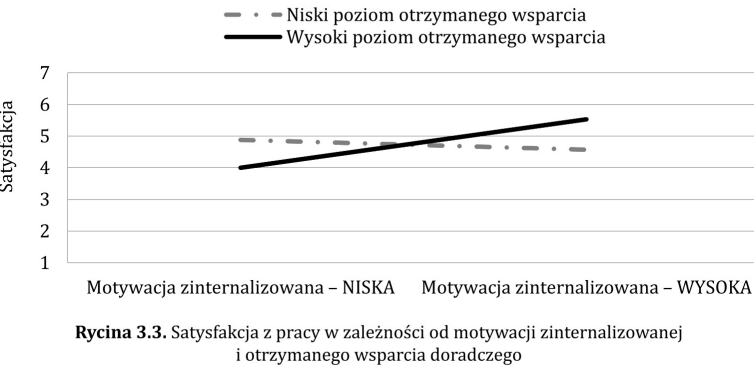 Niski poziom otrzymanego wsparcia
Wysoki poziom otrzymanego wsparcia
7
6
5
4
3
2
1
Satysfakcja
Motywacja zinternalizowana – NISKA
Motywacja zinternalizowana – WYSOKA
Rycina 3.3. Satysfakcja z pracy w zależności od motywacji zinternalizowanej
i otrzymanego wsparcia doradczego